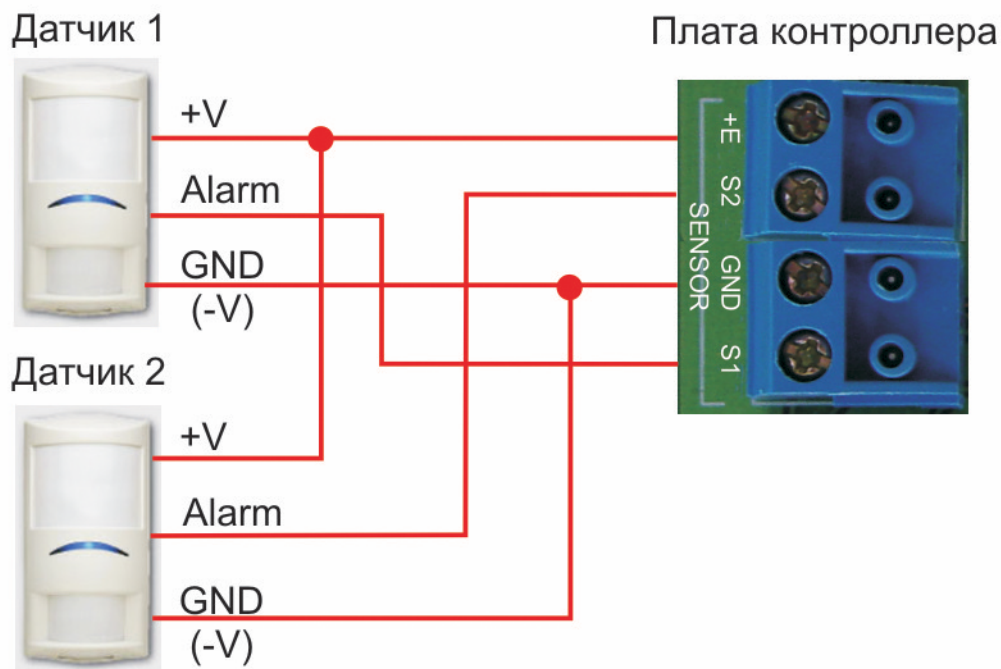 Датчик 1
+V
Alarm
GND
(-V)
Датчик 2
+V
Alarm
GND
(-V)
Плата контроллера
+E
S2
GND
S1
SENSOR